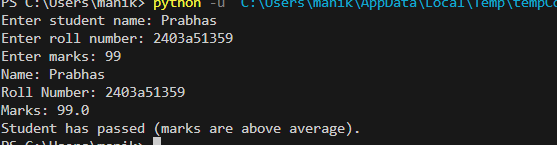 PS C:\Users\manik> python -u "C:\Users\manik\AppData\Local\Temp\tempCo
Enter student name: Prabhas
Enter roll number: 2403a51359
Enter marks: 99
Name: Prabhas
Roll Number: 2403a51359
Marks: 99.0
Student has passed (marks are above average).
PS C:\Users\manik>